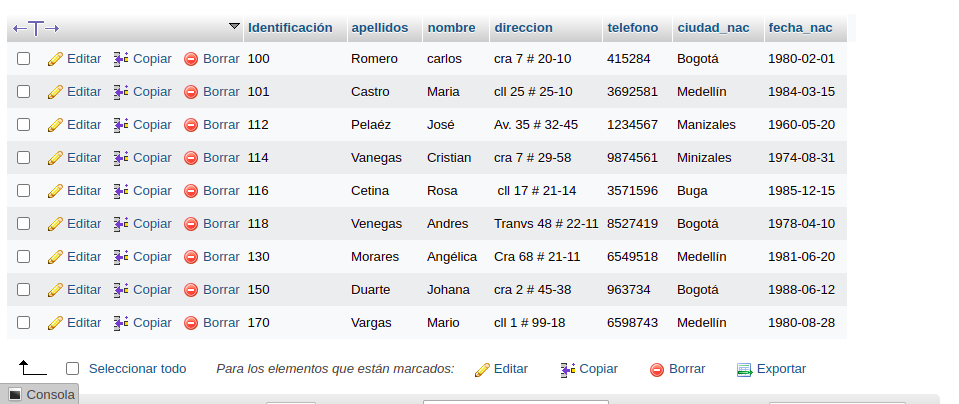 Identificación apellidos nombre direccion telefono ciudad_nac fecha_nac
Editar Copiar Borrar 100 Romero carlos cra 7 # 20-10 415284 Bogotá 1980-02-01
Editar Copiar Borrar 101 Castro Maria cll 25 # 25-10 3692581 Medellín 1984-03-15
Editar Copiar Borrar 112 Pelaéz José Av. 35 # 32-45 1234567 Manizales 1960-05-20
Editar Copiar Borrar 114 Vanegas Cristian cra 7 # 29-58 9874561 Minizales 1974-08-31
Editar Copiar Borrar 116 Cetina Rosa cll 17 # 21-14 3571596 Buga 1985-12-15
Editar Copiar Borrar 118 Venegas Andres Tranvs 48 # 22-11 8527419 Bogotá 1978-04-10
Editar Copiar Borrar 130 Morares Angélica Cra 68 # 21-11 6549518 Medellín 1981-06-20
Editar Copiar Borrar 150 Duarte Johana cra 2 # 45-38 963734 Bogotá 1988-06-12
Editar Copiar Borrar 170 Vargas Mario cll 1 # 99-18 6598743 Medellín 1980-08-28
Seleccionar todo Para los elementos que están marcados: Editar Copiar Borrar Exportar
Consola